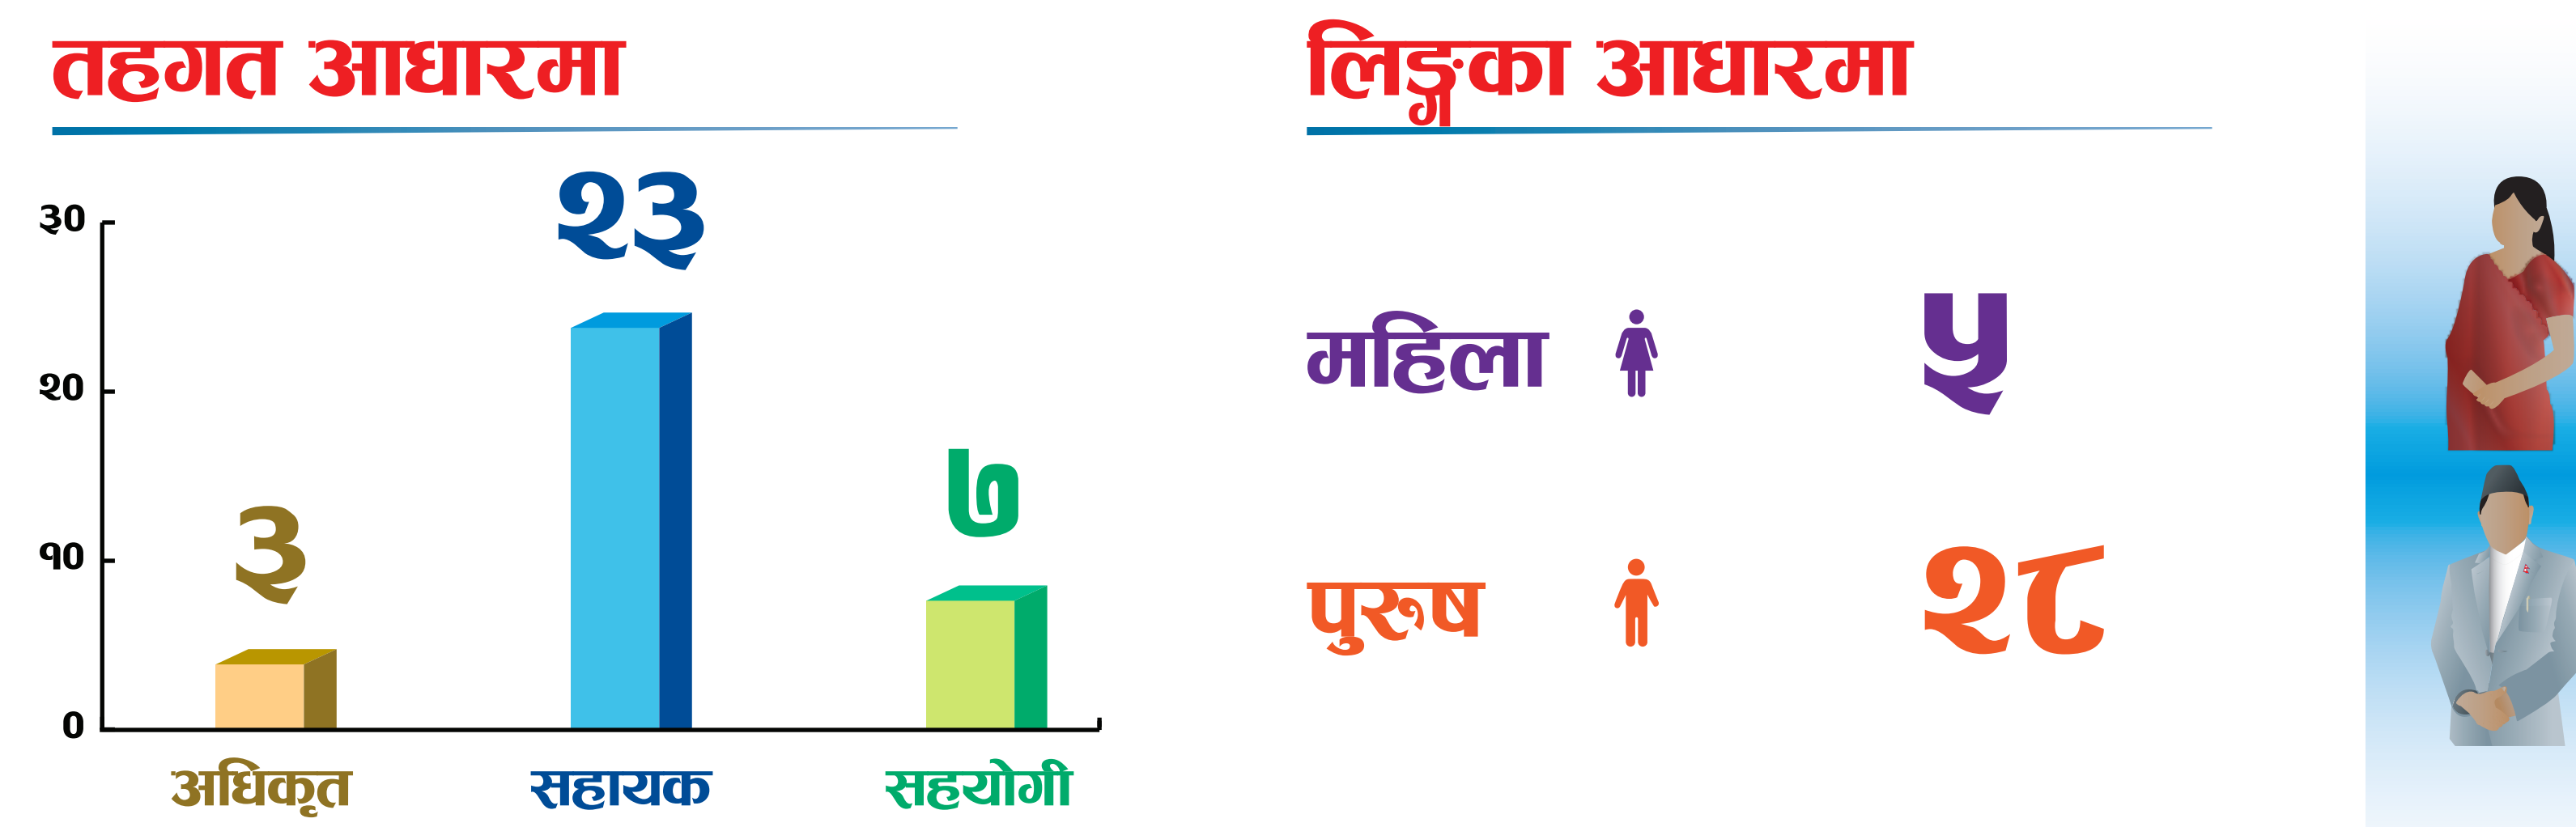 तहगत आधारमा
३०
२०
१०
०
३
२३
७
अधिकृत
सहायक
सहयोगी
लिङ्गका आधारमा
महिला ५
पुरुष २८